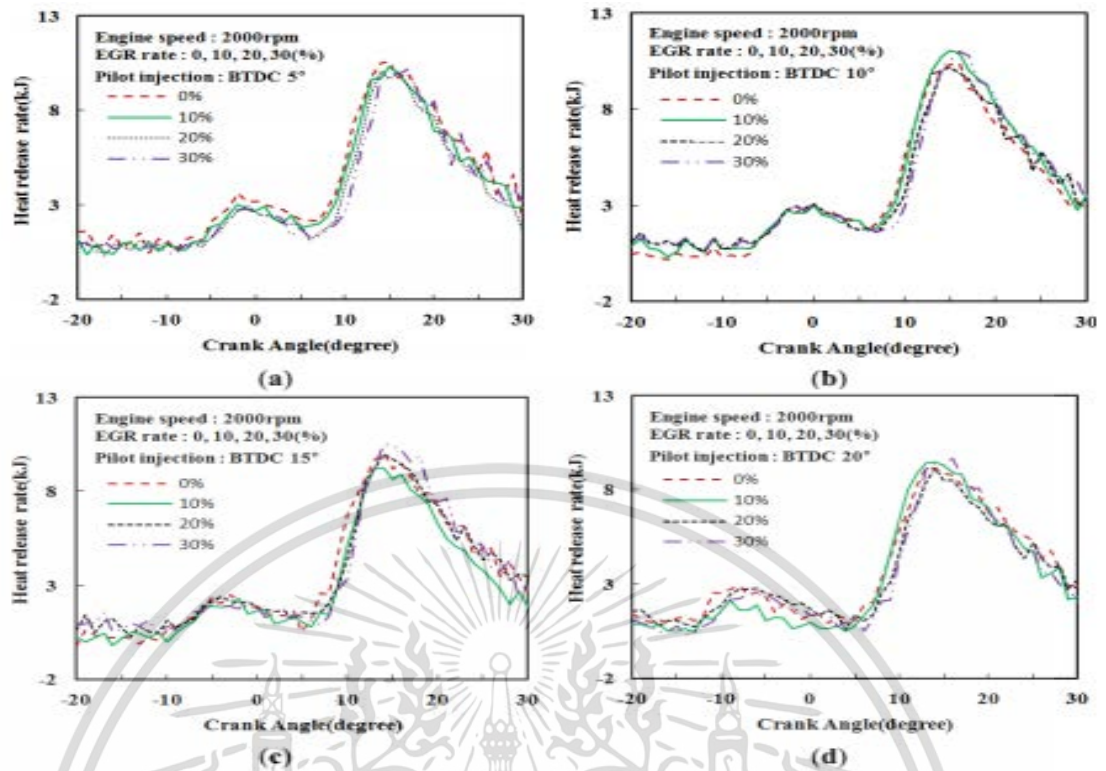 13
8
3
-2
Heat release rate(kJ)
Engine speed : 2000rpm
EGR rate : 0, 10, 20, 30(%)
Pilot injection : BTDC 5°
0%
10%
20%
30%
-20 -10 0 10 20 30
Crank Angle(degree)
(a)
13
8
3
-2
Heat release rate(kJ)
Engine speed : 2000rpm
EGR rate : 0, 10, 20, 30(%)
Pilot injection : BTDC 10°
0%
10%
20%
30%
-20 -10 0 10 20 30
Crank Angle(degree)
(b)
13
8
3
-2
Heat release rate(kJ)
Engine speed : 2000rpm
EGR rate : 0, 10, 20, 30(%)
Pilot injection : BTDC 15°
0%
10%
20%
30%
-20 -10 0 10 20 30
Crank Angle(degree)
(c)
13
8
3
-2
Heat release rate(kJ)
Engine speed : 2000rpm
EGR rate : 0, 10, 20, 30(%)
Pilot injection : BTDC 20°
0%
10%
20%
30%
-20 -10 0 10 20 30
Crank Angle(degree)
(d)